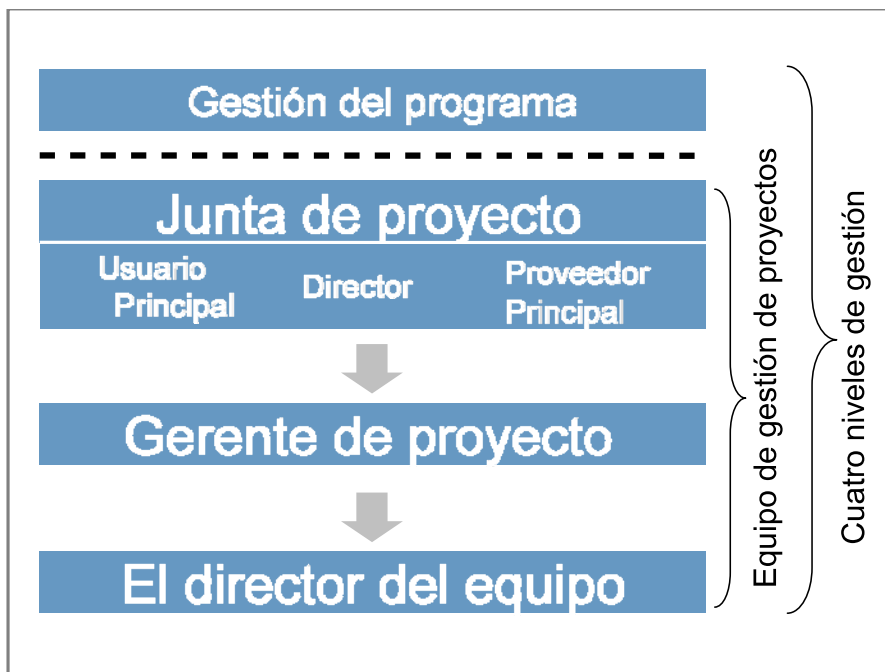 Gestión del programa
Junta de proyecto
Usuario
Principal
Director
Proveedor
Principal
Gerente de proyecto
El director del equipo
Equipo de gestión de proyectos
Cuatro niveles de gestión